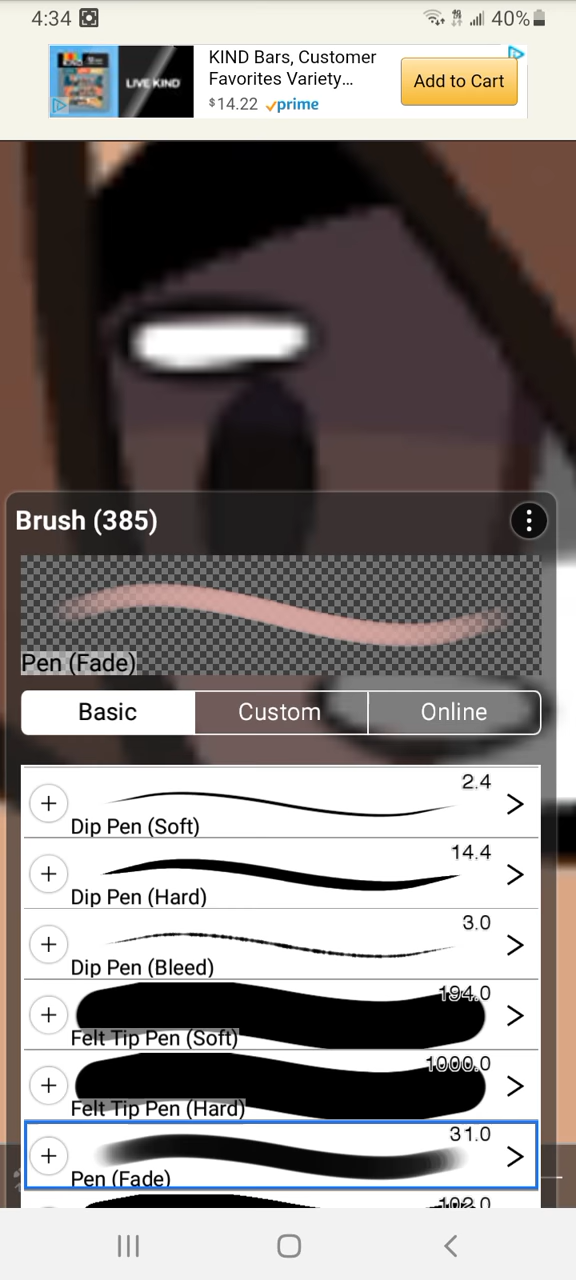 4:34
40%
KIND Bars, Customer
Favorites Variety...
LIVE KIND
$14.22 prime
Add to Cart
Brush (385)
Pen (Fade)
Basic
Custom
Online
2.4
Dip Pen (Soft)
14.4
Dip Pen (Hard)
3.0
Dip Pen (Bleed)
194.0
Felt Tip Pen (Soft)
1000.0
Felt Tip Pen (Hard)
31.0
Pen (Fade)
102.0